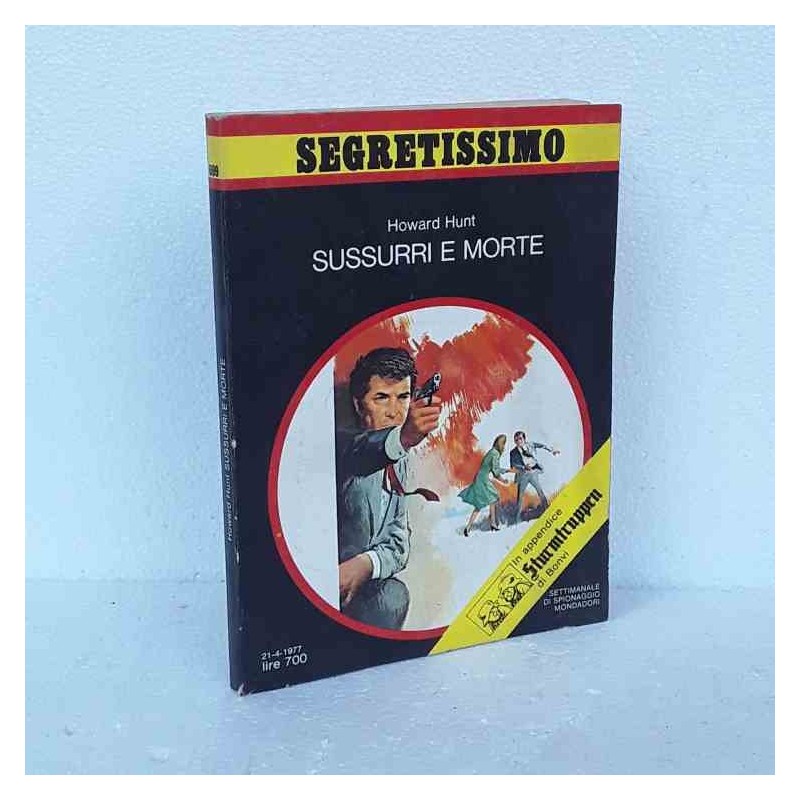 SEGRETISSIMO
Howard Hunt
SUSSURRI E MORTE
In appendice
Sturmtruppen
di Bonvi
SETTIMANALE
DI SPIONAGGIO
MONDADORI
21-4-1977
lire 700
Howard Hunt SUSSURRI E MORTE